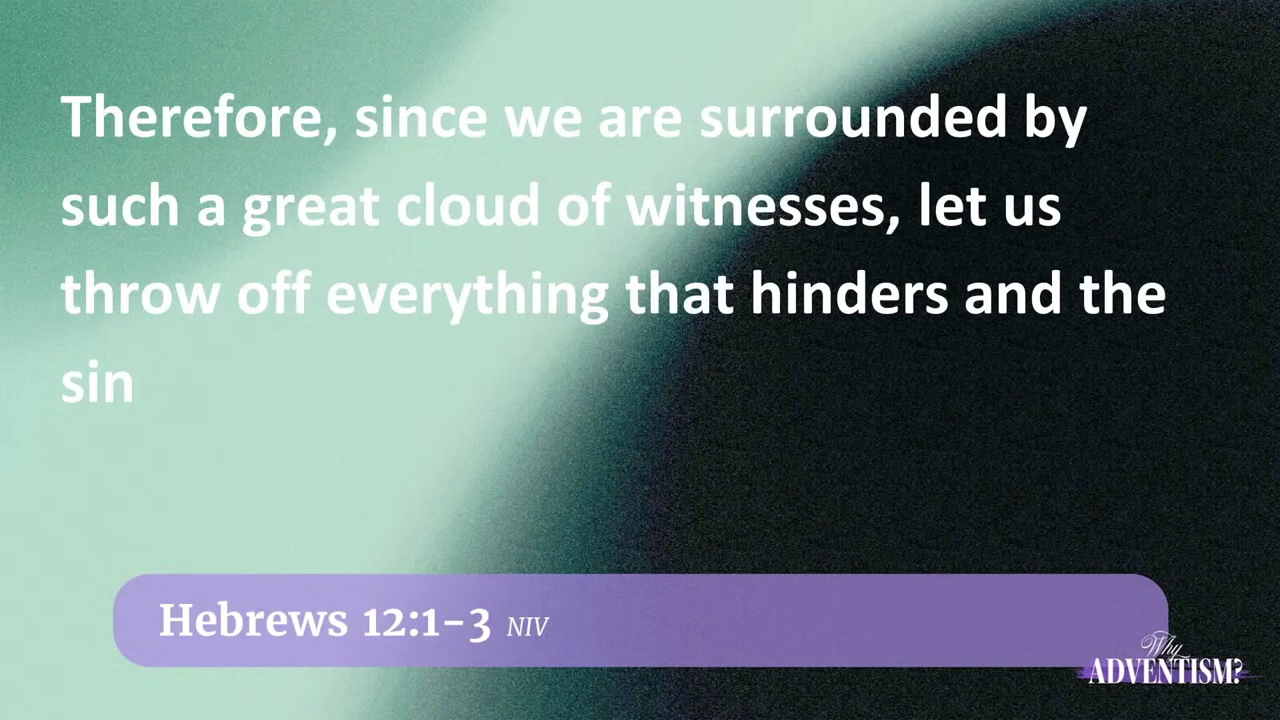 Therefore, since we are surrounded by
such a great cloud of witnesses, let us
throw off everything that hinders and the
sin
Hebrews 12:1-3 NIV
Why
ADVENTISM?